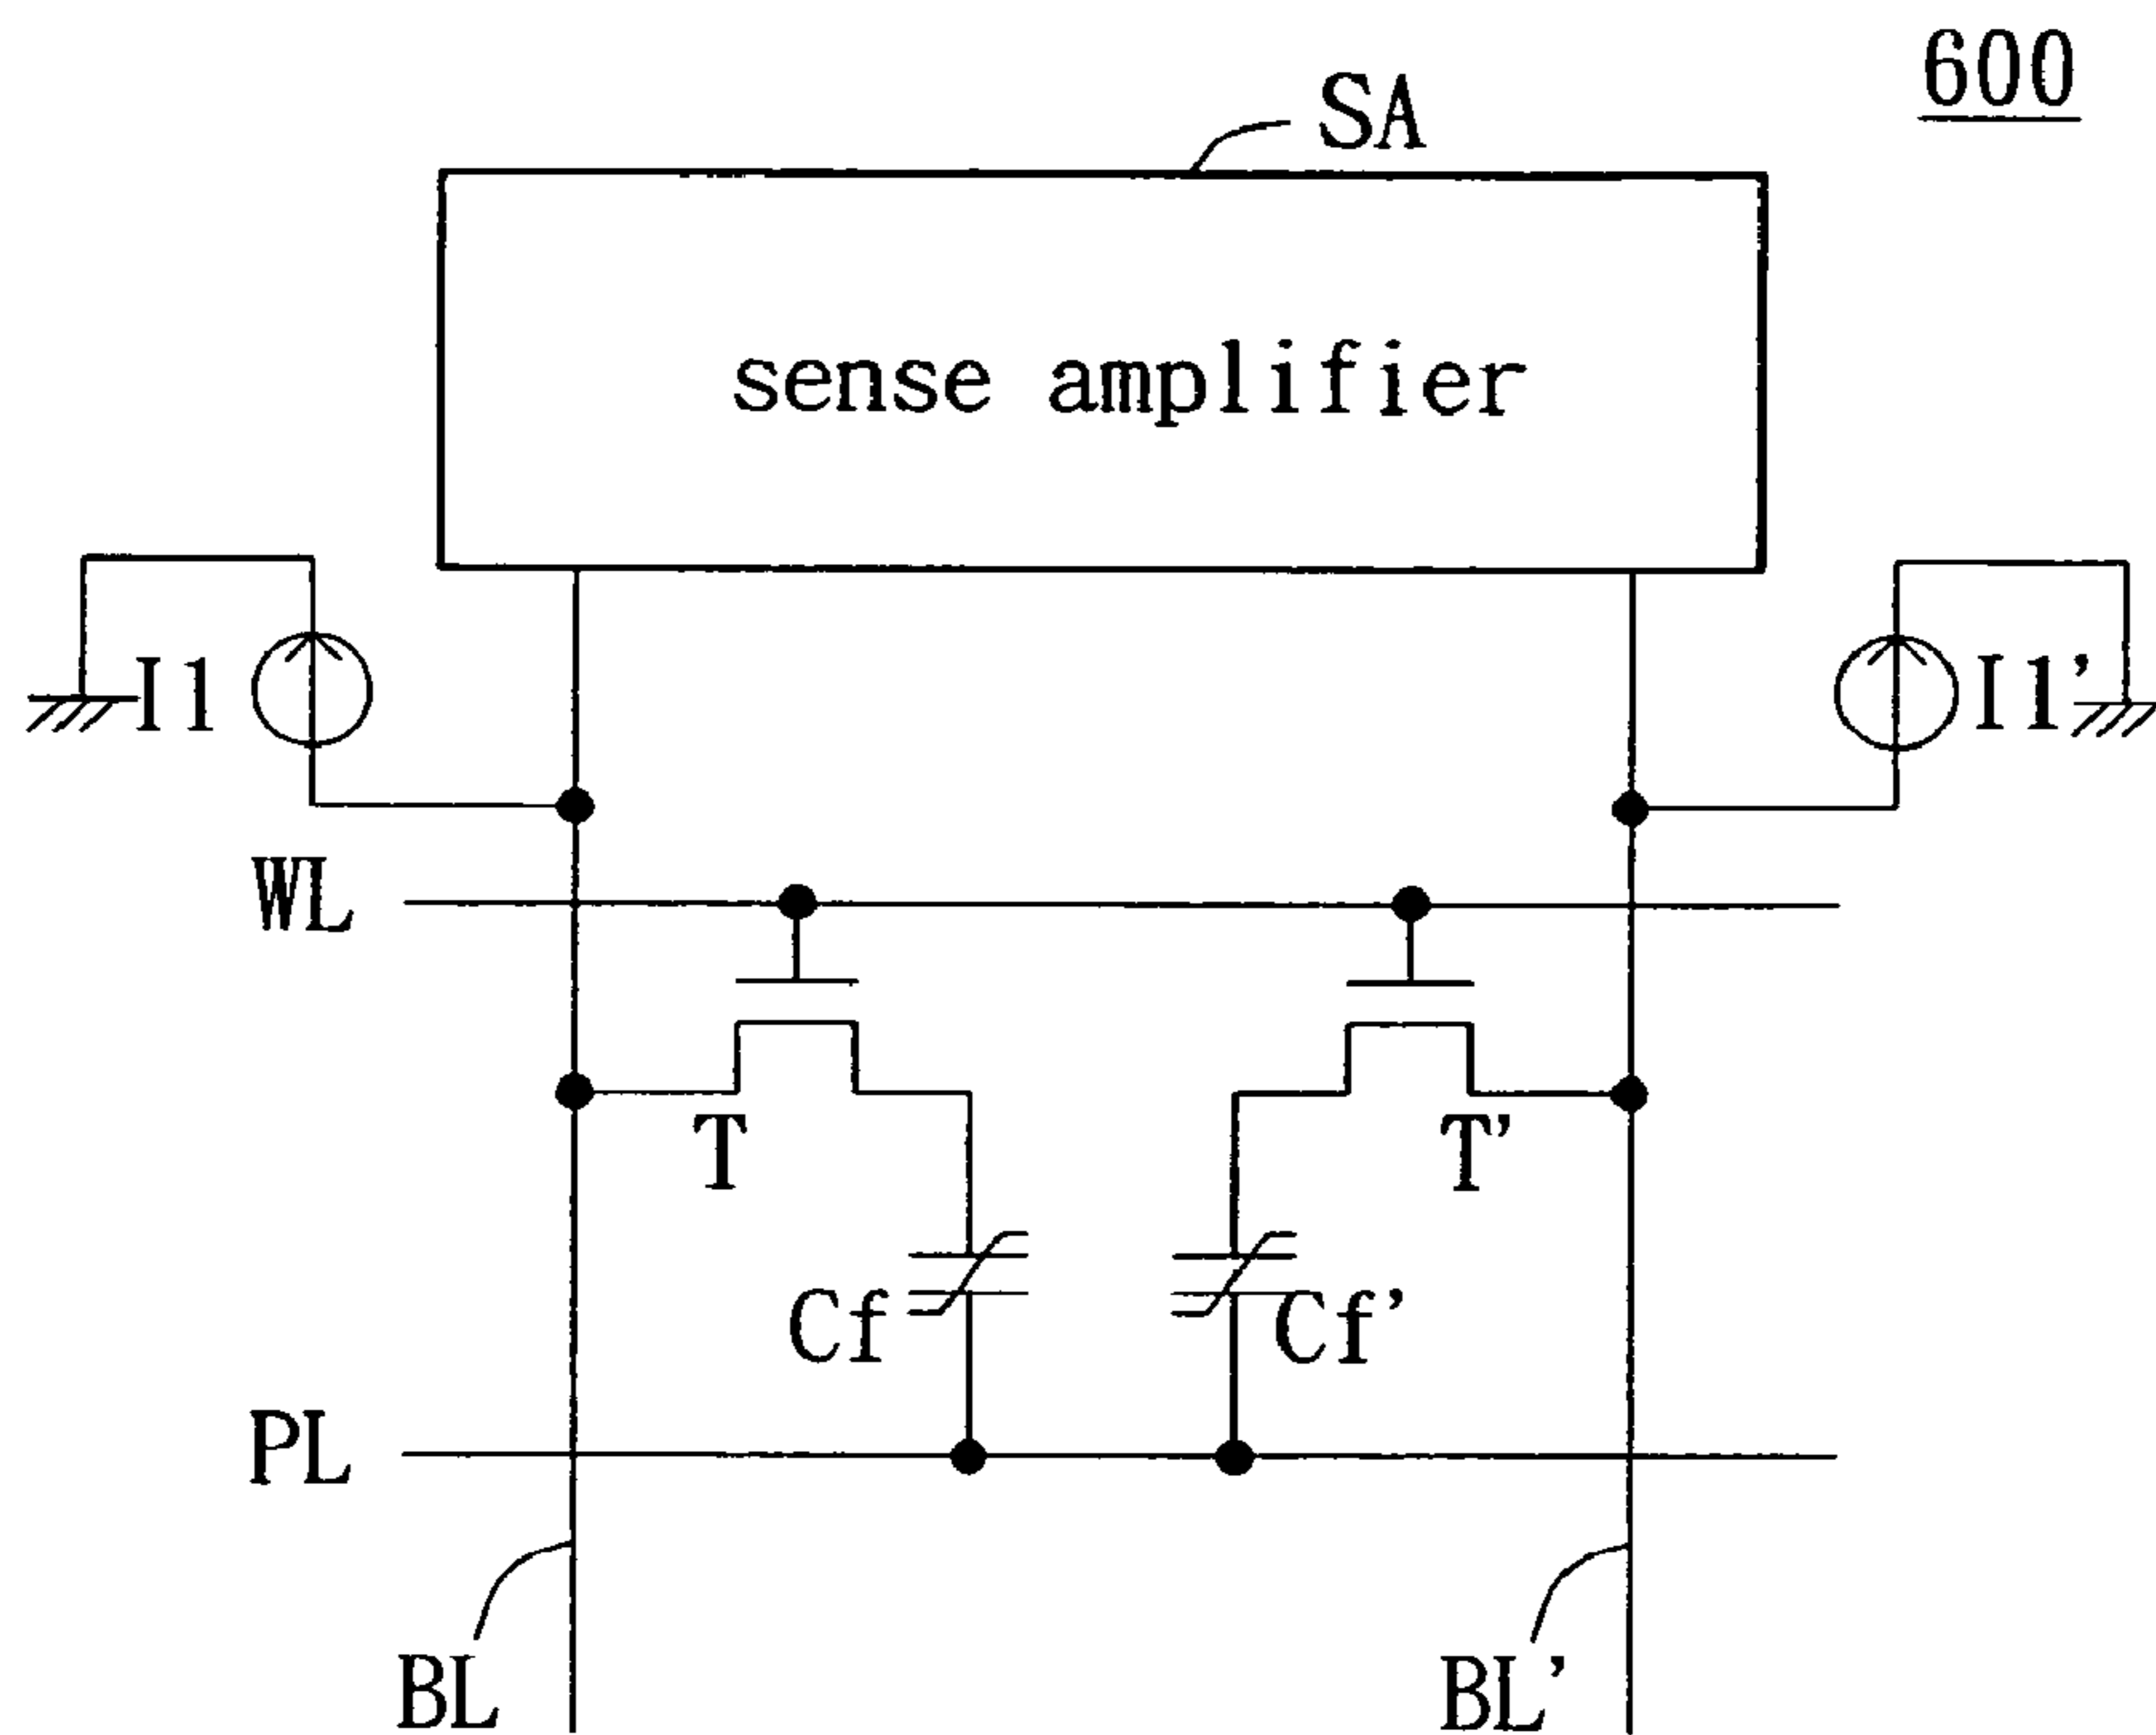 600
SA
sense amplifier
I1
I1'
WL
T
T'
Cf
Cf'
PL
BL
BL'